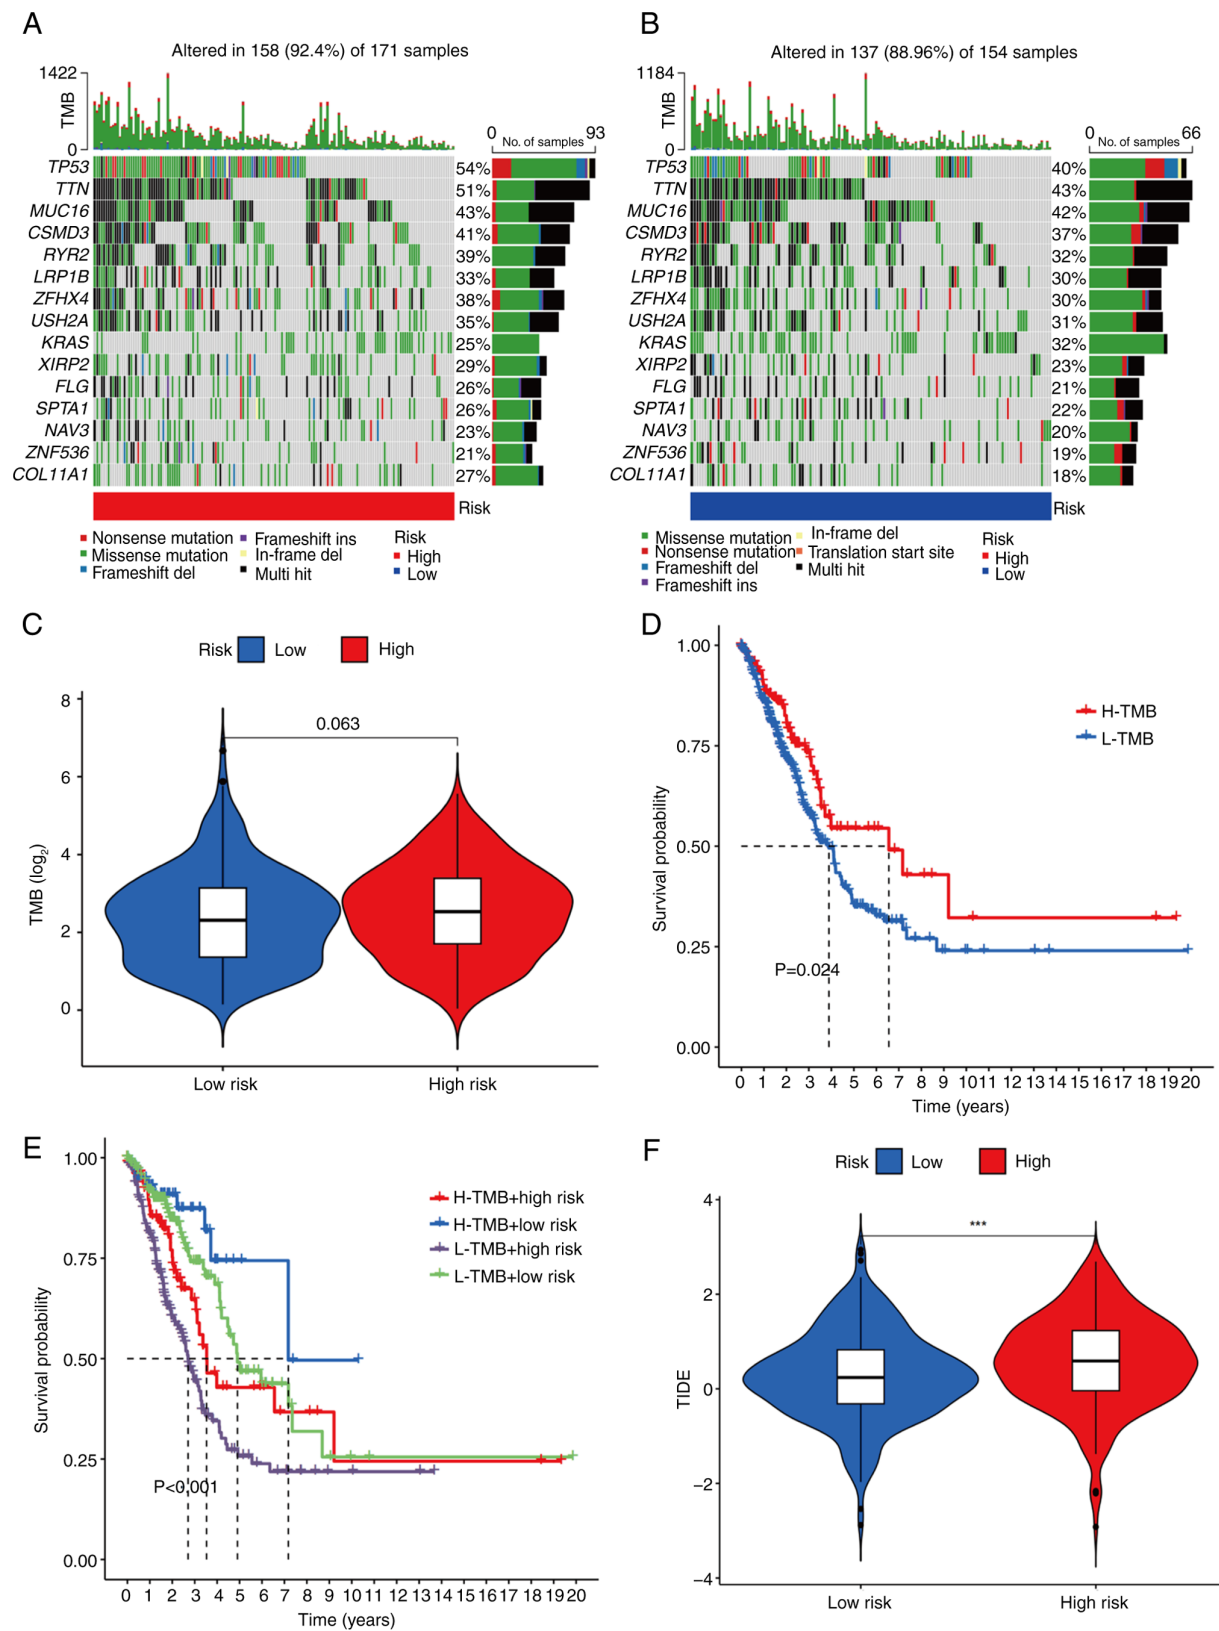 A
Altered in 158 (92.4%) of 171 samples
1422
TMB
0
0 93
No. of samples
TP53 54%
TTN 51%
MUC16 43%
CSMD3 41%
RYR2 39%
LRP1B 33%
ZFHX4 38%
USH2A 35%
KRAS 25%
XIRP2 29%
FLG 26%
SPTA1 26%
NAV3 23%
ZNF536 21%
COL11A1 27%
Risk
Nonsense mutation
Missense mutation
Frameshift del
Frameshift ins
In-frame del
Multi hit
Risk
High
Low
B
Altered in 137 (88.96%) of 154 samples
1184
TMB
0
0 66
No. of samples
TP53 40%
TTN 43%
MUC16 42%
CSMD3 37%
RYR2 32%
LRP1B 30%
ZFHX4 30%
USH2A 31%
KRAS 32%
XIRP2 23%
FLG 21%
SPTA1 22%
NAV3 20%
ZNF536 19%
COL11A1 18%
Risk
Missense mutation
Nonsense mutation
Frameshift del
Frameshift ins
In-frame del
Translation start site
Multi hit
Risk
High
Low
C
Risk Low High
8
6
4
2
0
TMB (log2)
0.063
Low risk High risk
D
1.00
0.75
0.50
0.25
0.00
Survival probability
H-TMB
L-TMB
P=0.024
0 1 2 3 4 5 6 7 8 9 10 11 12 13 14 15 16 17 18 19 20
Time (years)
E
1.00
0.75
0.50
0.25
0.00
Survival probability
H-TMB+high risk
H-TMB+low risk
L-TMB+high risk
L-TMB+low risk
P<0.001
0 1 2 3 4 5 6 7 8 9 10 11 12 13 14 15 16 17 18 19 20
Time (years)
F
Risk Low High
4
2
0
−2
−4
TIDE
***
Low risk High risk